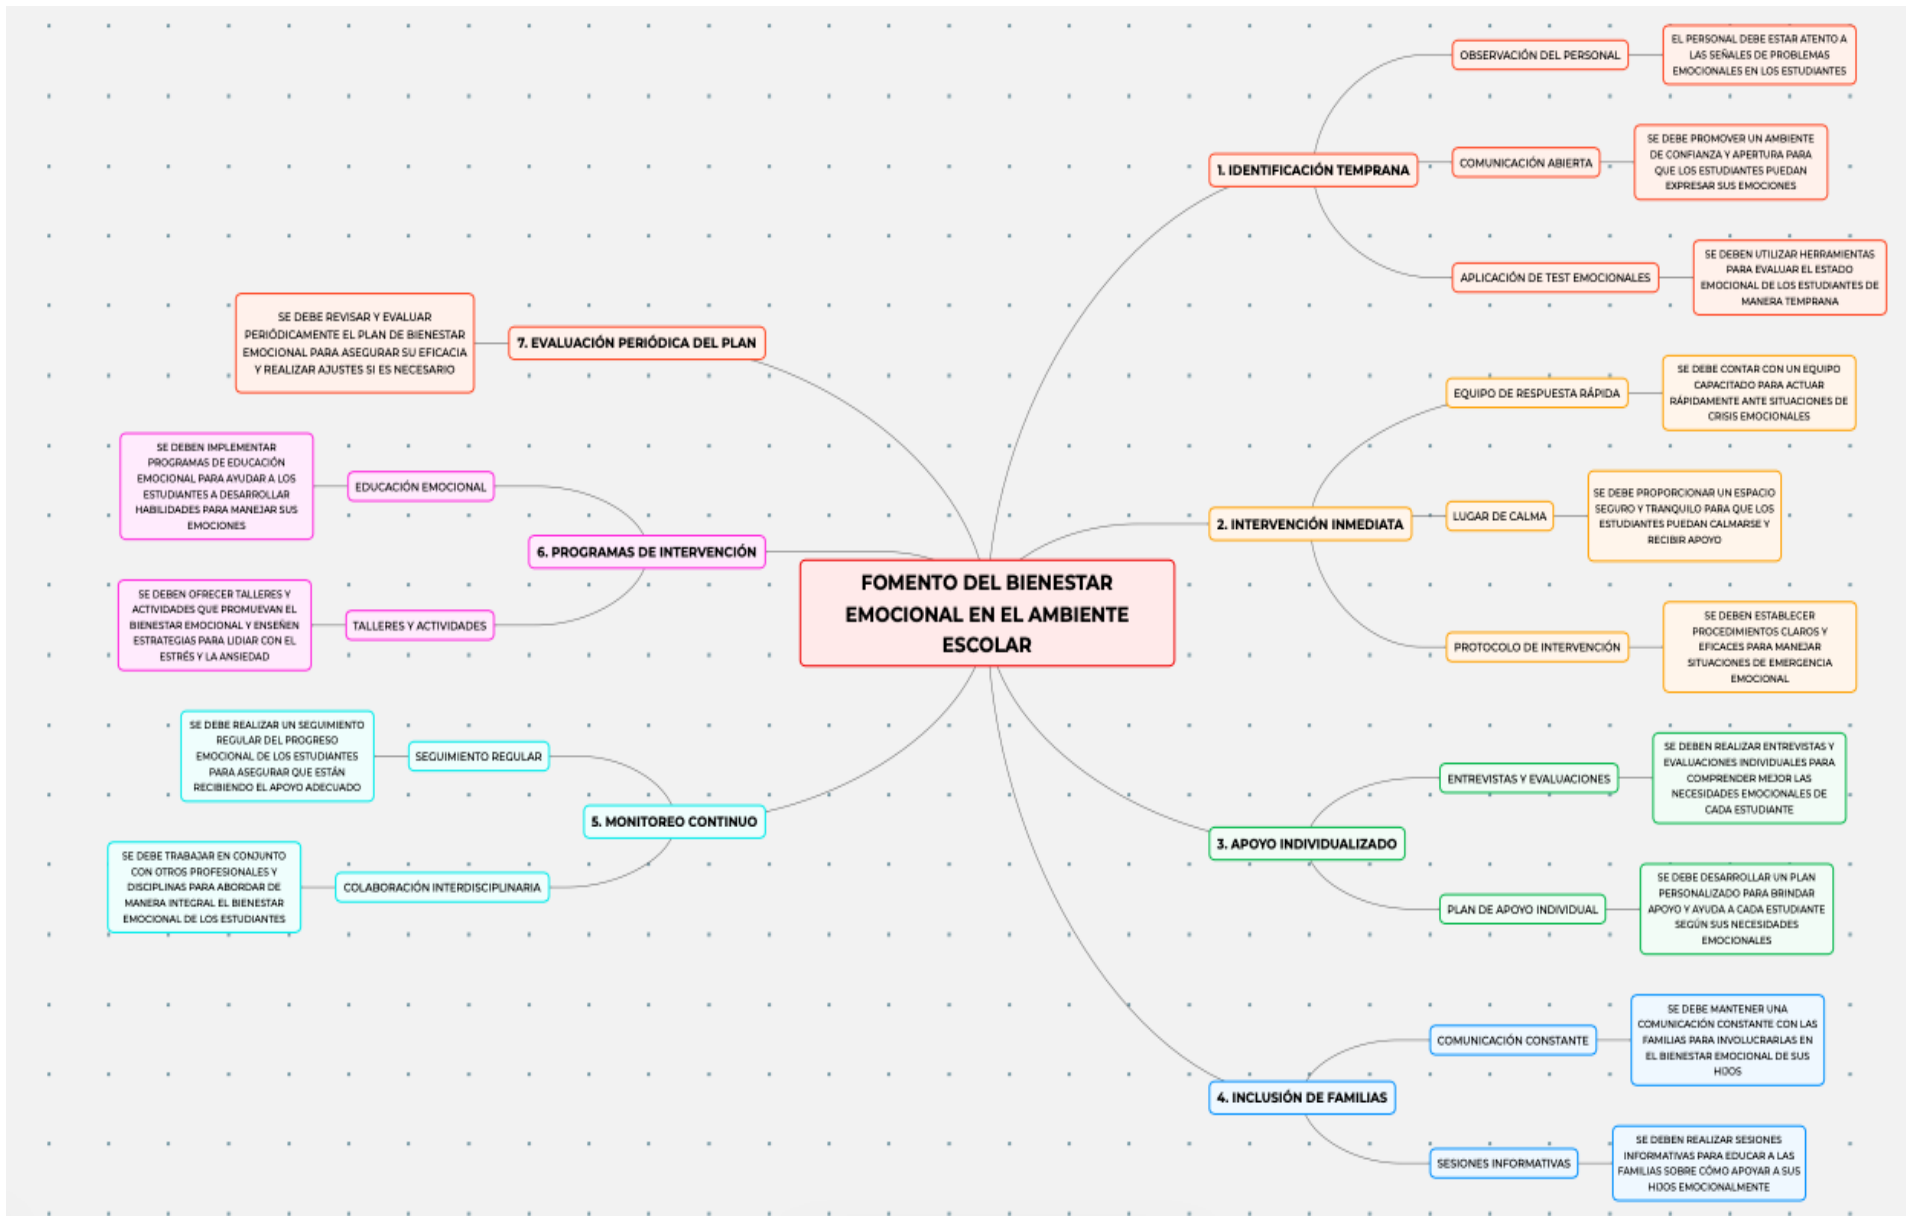 FOMENTO DEL BIENESTAR
EMOCIONAL EN EL AMBIENTE
ESCOLAR
1. IDENTIFICACIÓN TEMPRANA
OBSERVACIÓN DEL PERSONAL
EL PERSONAL DEBE ESTAR ATENTO A
LAS SEÑALES DE PROBLEMAS
EMOCIONALES EN LOS ESTUDIANTES
COMUNICACIÓN ABIERTA
SE DEBE PROMOVER UN AMBIENTE
DE CONFIANZA Y APERTURA PARA
QUE LOS ESTUDIANTES PUEDAN
EXPRESAR SUS EMOCIONES
APLICACIÓN DE TEST EMOCIONALES
SE DEBEN UTILIZAR HERRAMIENTAS
PARA EVALUAR EL ESTADO
EMOCIONAL DE LOS ESTUDIANTES DE
MANERA TEMPRANA
2. INTERVENCIÓN INMEDIATA
EQUIPO DE RESPUESTA RÁPIDA
SE DEBE CONTAR CON UN EQUIPO
CAPACITADO PARA ACTUAR
RÁPIDAMENTE ANTE SITUACIONES DE
CRISIS EMOCIONALES
LUGAR DE CALMA
SE DEBE PROPORCIONAR UN ESPACIO
SEGURO Y TRANQUILO PARA QUE LOS
ESTUDIANTES PUEDAN CALMARSE Y
RECIBIR APOYO
PROTOCOLO DE INTERVENCIÓN
SE DEBEN ESTABLECER
PROCEDIMIENTOS CLAROS Y
EFICACES PARA MANEJAR
SITUACIONES DE EMERGENCIA
EMOCIONAL
3. APOYO INDIVIDUALIZADO
ENTREVISTAS Y EVALUACIONES
SE DEBEN REALIZAR ENTREVISTAS Y
EVALUACIONES INDIVIDUALES PARA
COMPRENDER MEJOR LAS
NECESIDADES EMOCIONALES DE
CADA ESTUDIANTE
PLAN DE APOYO INDIVIDUAL
SE DEBE DESARROLLAR UN PLAN
PERSONALIZADO PARA BRINDAR
APOYO Y AYUDA A CADA ESTUDIANTE
SEGÚN SUS NECESIDADES
EMOCIONALES
4. INCLUSIÓN DE FAMILIAS
COMUNICACIÓN CONSTANTE
SE DEBE MANTENER UNA
COMUNICACIÓN CONSTANTE CON LAS
FAMILIAS PARA INVOLUCRARLAS EN
EL BIENESTAR EMOCIONAL DE SUS
HIJOS
SESIONES INFORMATIVAS
SE DEBEN REALIZAR SESIONES
INFORMATIVAS PARA EDUCAR A LAS
FAMILIAS SOBRE CÓMO APOYAR A SUS
HIJOS EMOCIONALMENTE
5. MONITOREO CONTINUO
SEGUIMIENTO REGULAR
SE DEBE REALIZAR UN SEGUIMIENTO
REGULAR DEL PROGRESO
EMOCIONAL DE LOS ESTUDIANTES
PARA ASEGURAR QUE ESTÁN
RECIBIENDO EL APOYO ADECUADO
COLABORACIÓN INTERDISCIPLINARIA
SE DEBE TRABAJAR EN CONJUNTO
CON OTROS PROFESIONALES Y
DISCIPLINAS PARA ABORDAR DE
MANERA INTEGRAL EL BIENESTAR
EMOCIONAL DE LOS ESTUDIANTES
6. PROGRAMAS DE INTERVENCIÓN
EDUCACIÓN EMOCIONAL
SE DEBEN IMPLEMENTAR
PROGRAMAS DE EDUCACIÓN
EMOCIONAL PARA AYUDAR A LOS
ESTUDIANTES A DESARROLLAR
HABILIDADES PARA MANEJAR SUS
EMOCIONES
TALLERES Y ACTIVIDADES
SE DEBEN OFRECER TALLERES Y
ACTIVIDADES QUE PROMUEVAN EL
BIENESTAR EMOCIONAL Y ENSEÑEN
ESTRATEGIAS PARA LIDIAR CON EL
ESTRÉS Y LA ANSIEDAD
7. EVALUACIÓN PERIÓDICA DEL PLAN
SE DEBE REVISAR Y EVALUAR
PERIÓDICAMENTE EL PLAN DE BIENESTAR
EMOCIONAL PARA ASEGURAR SU EFICACIA
Y REALIZAR AJUSTES SI ES NECESARIO